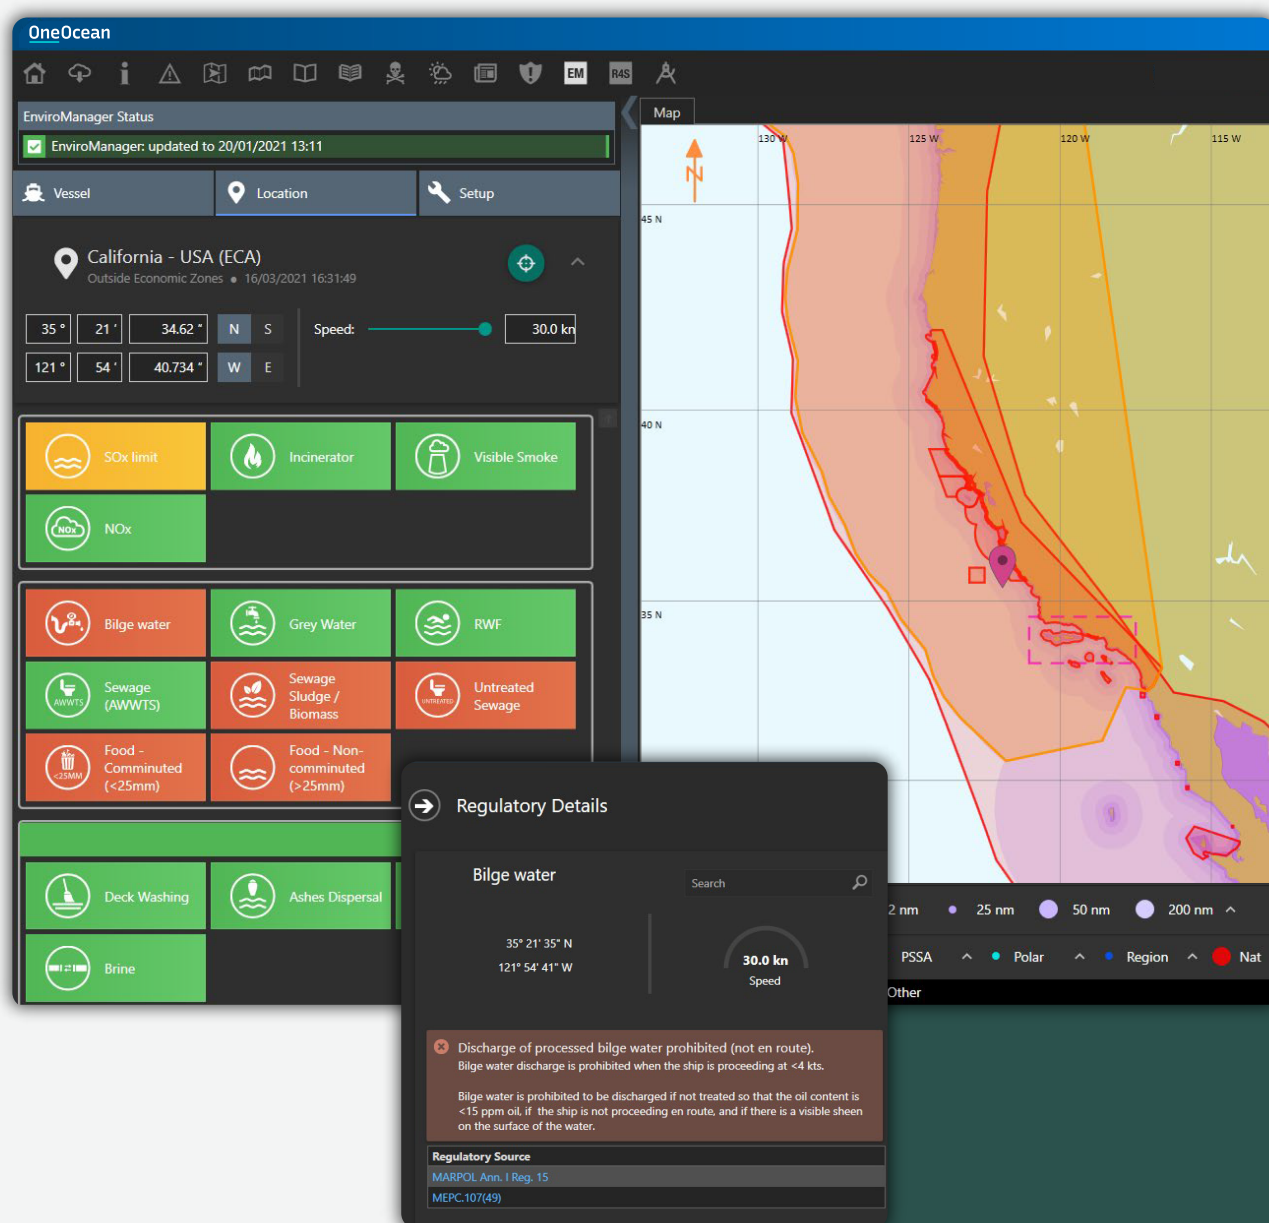 OneOcean
EM
R4S
EnviroManager Status
EnviroManager: updated to 20/01/2021 13:11
Vessel
Location
Setup
California - USA (ECA)
Outside Economic Zones • 16/03/2021 16:31:49
35 °
21 '
34.62 "
N
S
Speed:
30.0 kn
121 °
54 '
40.734 "
W
E
SOx limit
Incinerator
Visible Smoke
NOx
NOx
Bilge water
Grey Water
RWF
AWWTS
Sewage
(AWWTS)
Sewage
Sludge /
Biomass
UNTREATED
Untreated
Sewage
<25MM
Food -
Comminuted
(<25mm)
Food - Non-
comminuted
(>25mm)
Deck Washing
Ashes Dispersal
Brine
Map
130 W
125 W
120 W
115 W
N
45 N
40 N
35 N
2 nm
25 nm
50 nm
200 nm
PSSA
Polar
Region
Nat
Other
Regulatory Details
Bilge water
Search
35° 21' 35" N
121° 54' 41" W
30.0 kn
Speed
Discharge of processed bilge water prohibited (not en route).
Bilge water discharge is prohibited when the ship is proceeding at <4 kts.
Bilge water is prohibited to be discharged if not treated so that the oil content is
<15 ppm oil, if the ship is not proceeding en route, and if there is a visible sheen
on the surface of the water.
Regulatory Source
MARPOL Ann. I Reg. 15
MEPC.107(49)